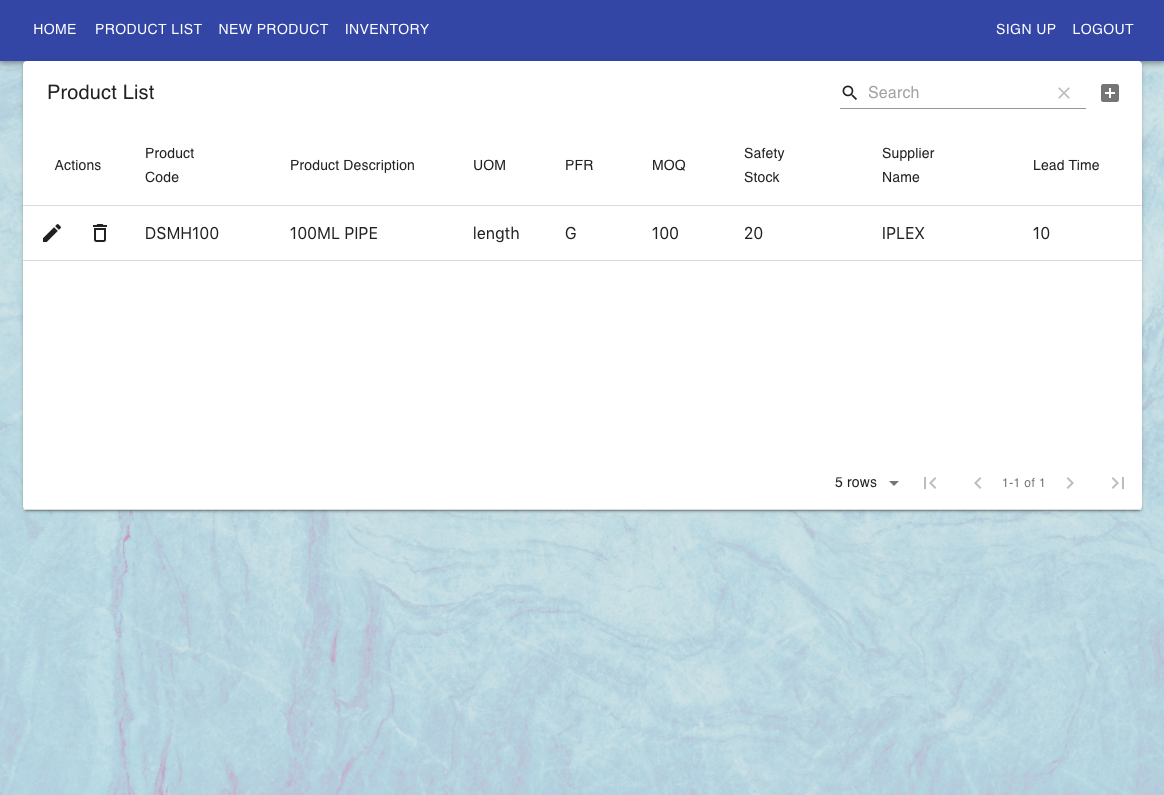 HOME PRODUCT LIST NEW PRODUCT INVENTORY SIGN UP LOGOUT
Product List Search
Actions Product Code Product Description UOM PFR MOQ Safety Stock Supplier Name Lead Time
DSMH100 100ML PIPE length G 100 20 IPLEX 10
5 rows 1-1 of 1